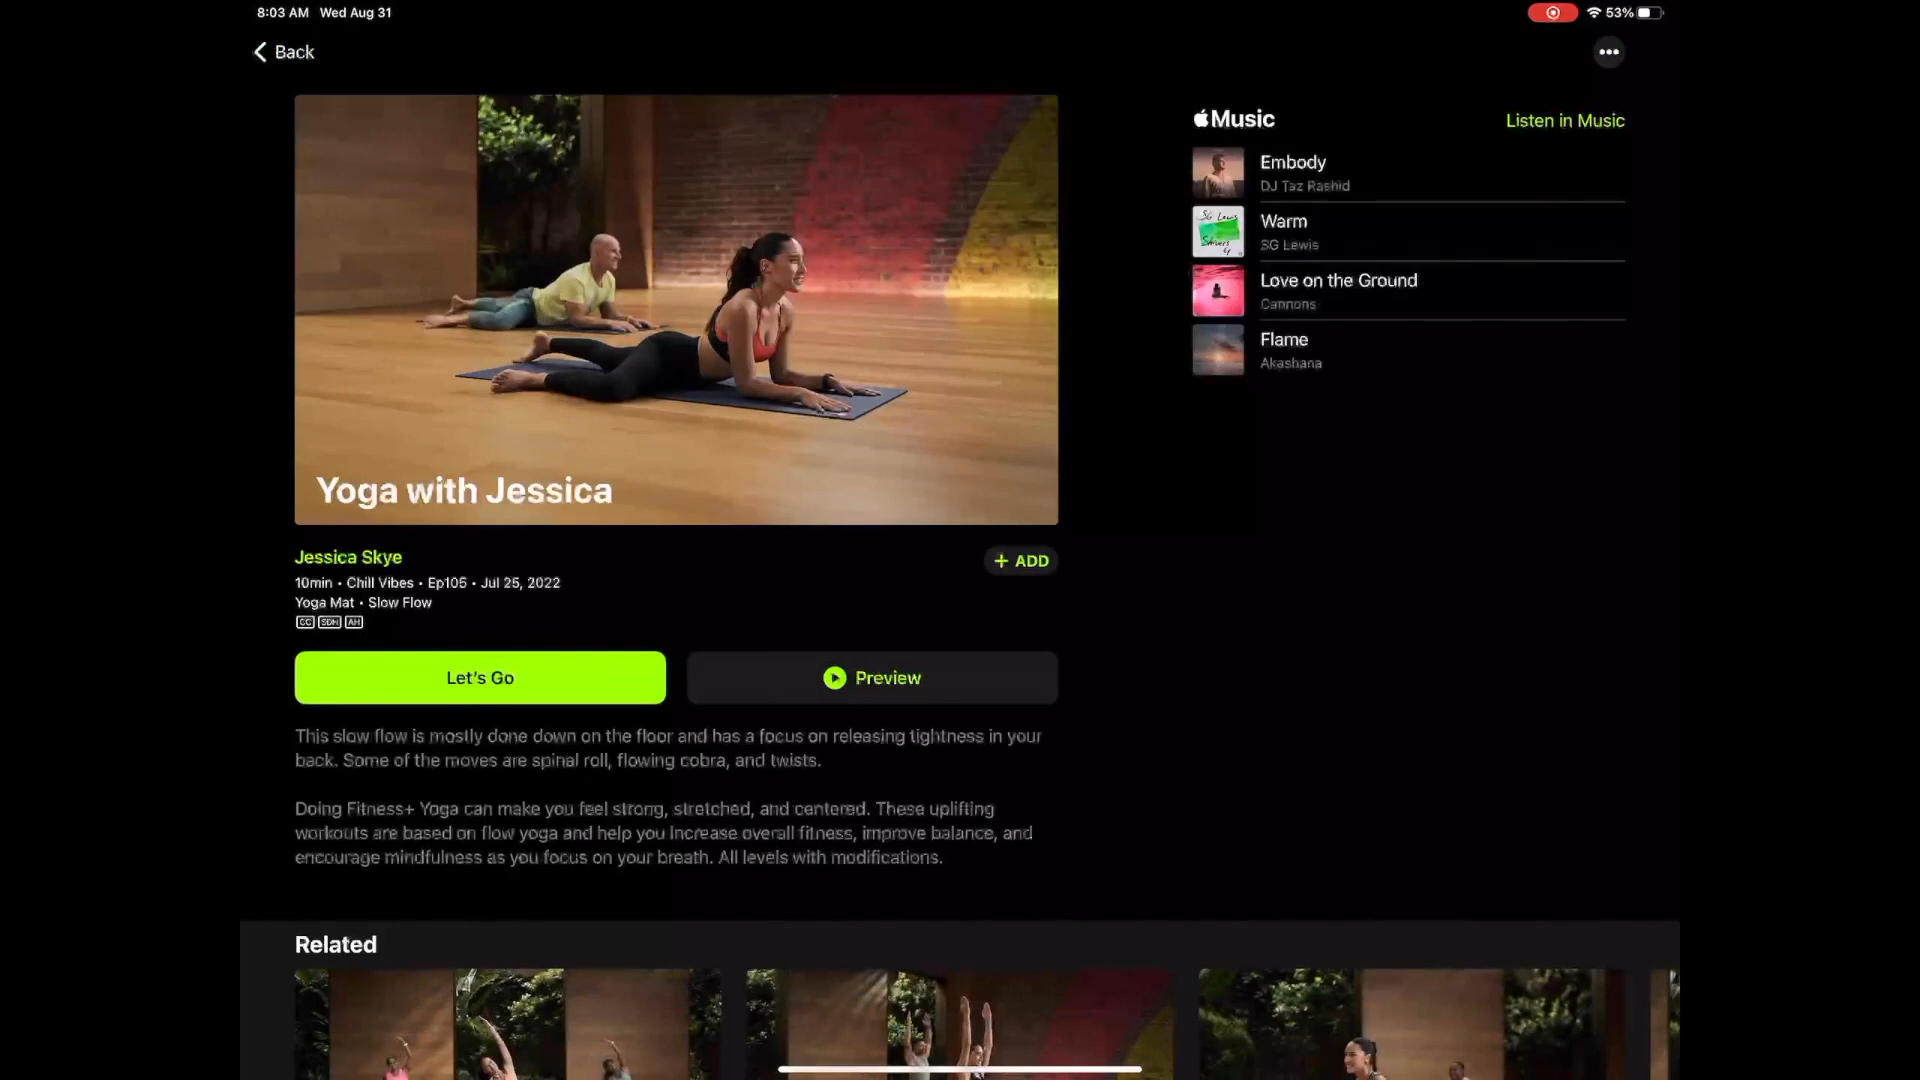 8:03 AM Wed Aug 31
53%
Back
Yoga with Jessica
Jessica Skye
10min • Chill Vibes • Ep105 • Jul 25, 2022
Yoga Mat • Slow Flow
CC SDH AH
+ ADD
Let's Go
Preview
This slow flow is mostly done down on the floor and has a focus on releasing tightness in your
back. Some of the moves are spinal roll, flowing cobra, and twists.
Doing Fitness+ Yoga can make you feel strong, stretched, and centered. These uplifting
workouts are based on flow yoga and help you increase overall fitness, improve balance, and
encourage mindfulness as you focus on your breath. All levels with modifications.
Music
Listen in Music
Embody
DJ Taz Rashid
SG Lewis
Shivers
Warm
SG Lewis
Love on the Ground
Cannons
Flame
Akashana
Related